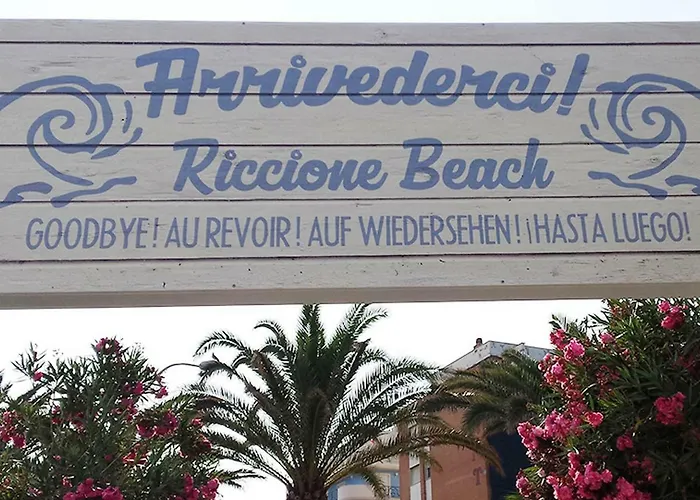 Arrivederci!
Riccione Beach
GOODBYE! AU REVOIR! AUF WIEDERSEHEN! ¡HASTA LUEGO!